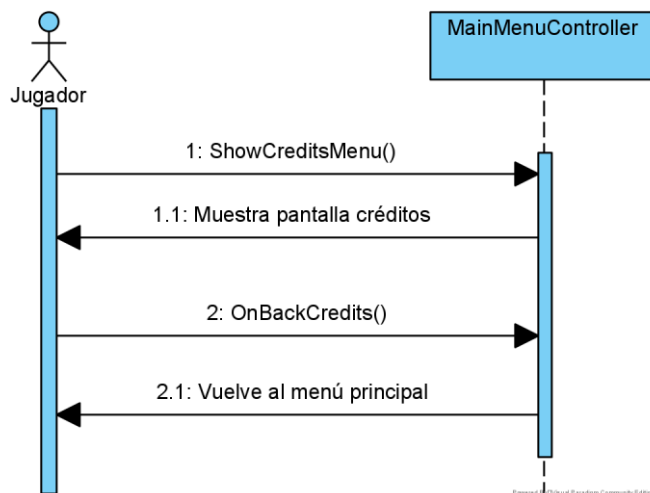 MainMenuController
Jugador
1: ShowCreditsMenu()
1.1: Muestra pantalla créditos
2: OnBackCredits()
2.1: Vuelve al menú principal